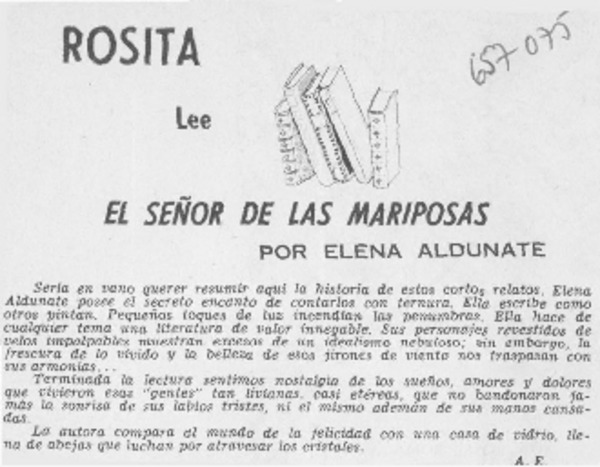 ROSITA
657-075
Lee
EL SEÑOR DE LAS MARIPOSAS
POR ELENA ALDUNATE
Sería en vano querer resumir aquí la historia de estos cortos relatos. Elena
Aldunate posee el secreto encanto de contarlos con ternura. Ella escribe como
otros pintan. Pequeños toques de luz incendian las penumbras. Ella hace de
cualquier tema una literatura de valor innegable. Sus personajes revestidos de
velos impalpables muestran excesos de un idealismo nebuloso; sin embargo, la
frescura de lo vivido y la belleza de esos jirones de viento nos traspasan con
sus armonías...
Terminada la lectura sentimos nostalgia de los sueños, amores y dolores
que vivieron esas "gentes" tan livianas, casi etéreas, que no bandonaran ja-
más la sonrisa de sus labios tristes, ni el mismo ademán de sus manos cansa-
das.
La autora compara el mundo de la felicidad con una casa de vidrio, lle-
na de abejas que luchan por atravesar los cristales.
A. F.